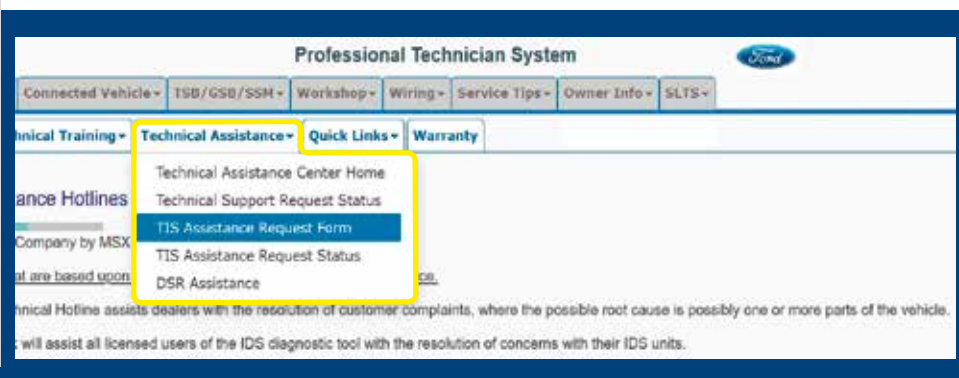 Professional Technician System
Ford
Connected Vehicle TSB/GSB/SSM Workshop Wiring Service Tips Owner Info SLTS
hnical Training Technical Assistance Quick Links Warranty
Technical Assistance Center Home
ance Hotlines Technical Support Request Status
TIS Assistance Request Form
Company by MSX
TIS Assistance Request Status
at are based upon ce.
DSR Assistance
hnical Hotline assists dealers with the resolution of customer complaints, where the possible root cause is possibly one or more parts of the vehicle.
will assist all licensed users of the IDS diagnostic tool with the resolution of concerns with their IDS units.